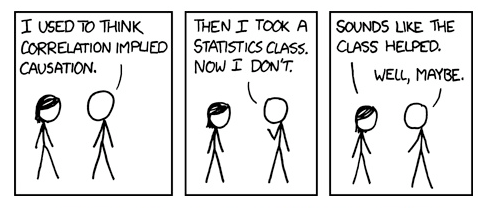 I USED TO THINK
CORRELATION IMPLIED
CAUSATION.
THEN I TOOK A
STATISTICS CLASS.
NOW I DON'T.
SOUNDS LIKE THE
CLASS HELPED.
WELL, MAYBE.